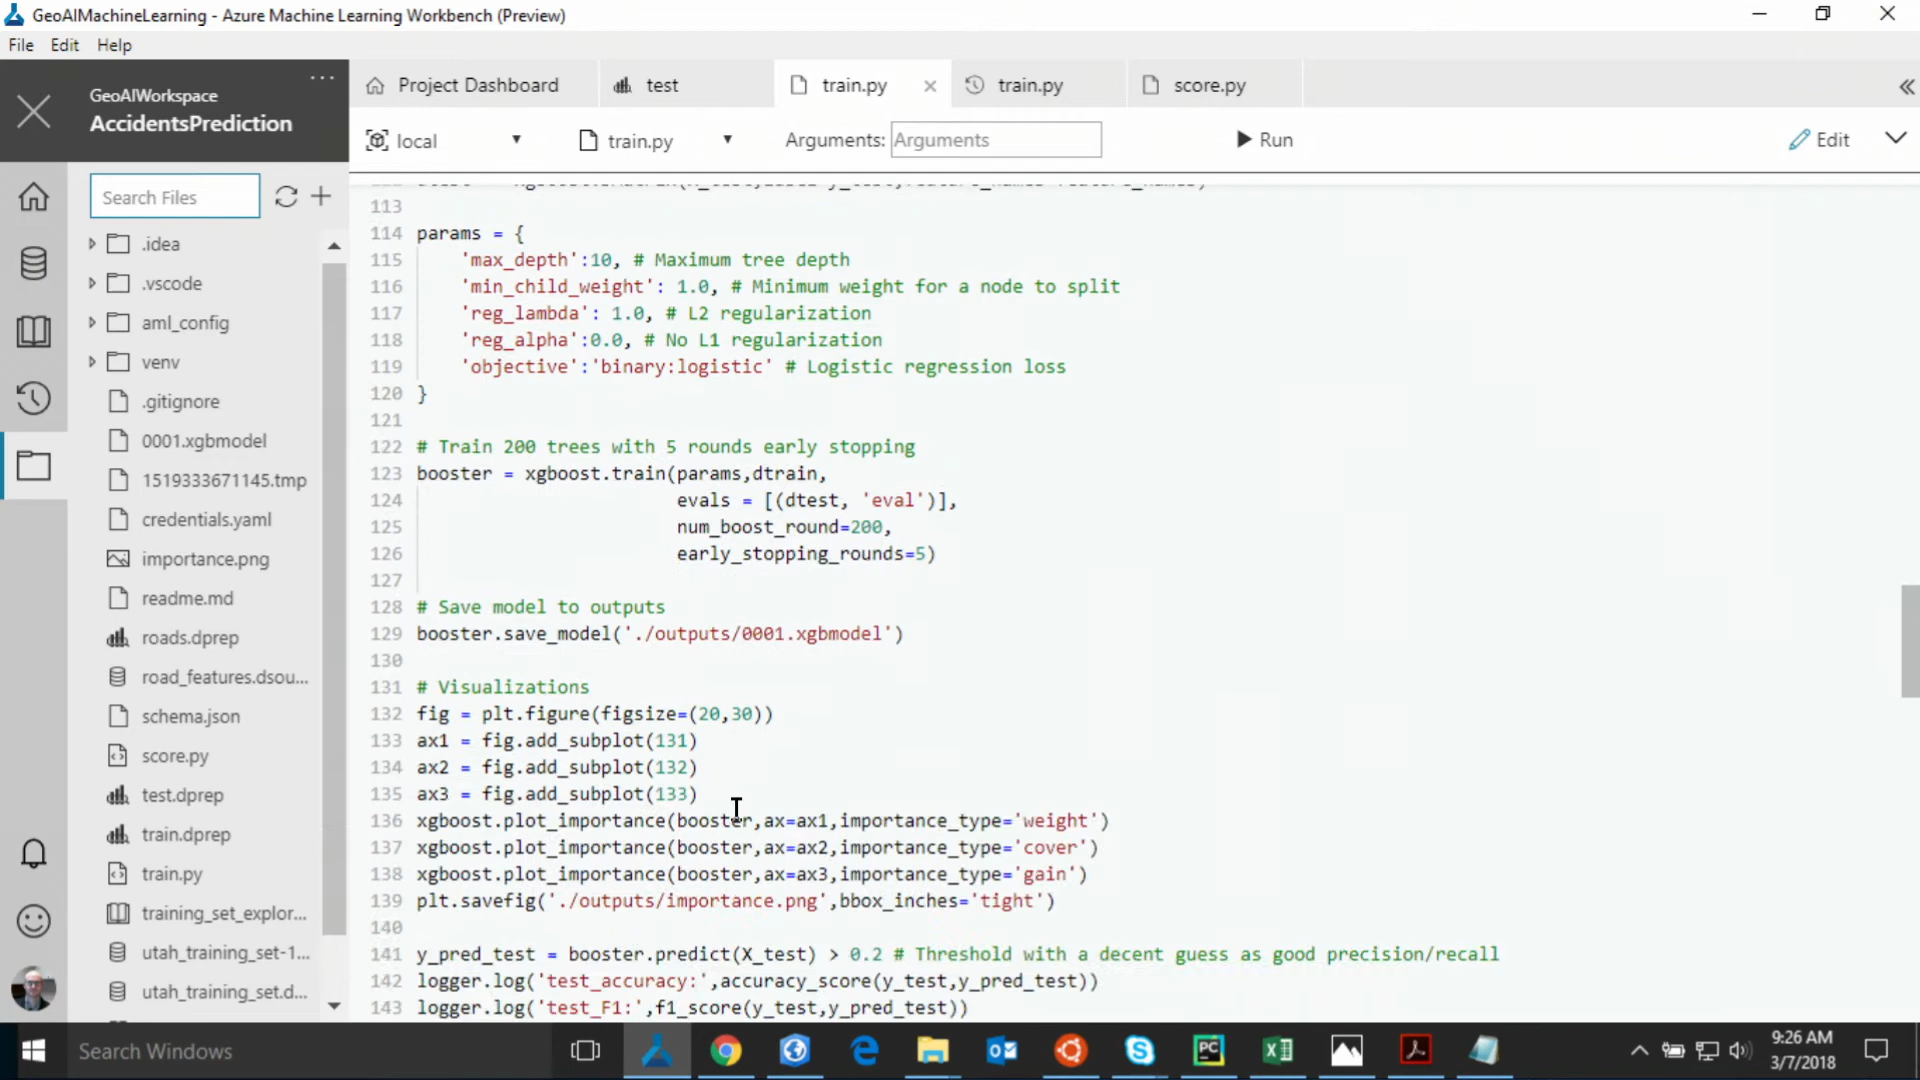 GeoAIMachineLearning - Azure Machine Learning Workbench (Preview)
File Edit Help
GeoAIWorkspace
AccidentsPrediction
Project Dashboard
test
train.py
train.py
score.py
local
train.py
Arguments:
Arguments
Run
Edit
Search Files
.idea
.vscode
aml_config
venv
.gitignore
0001.xgbmodel
1519333671145.tmp
credentials.yaml
importance.png
readme.md
roads.dprep
road_features.dsou...
schema.json
score.py
test.dprep
train.dprep
train.py
training_set_explor...
utah_training_set-1...
utah_training_set.d...
113
114 params = {
115 'max_depth':10, # Maximum tree depth
116 'min_child_weight': 1.0, # Minimum weight for a node to split
117 'reg_lambda': 1.0, # L2 regularization
118 'reg_alpha':0.0, # No L1 regularization
119 'objective':'binary:logistic' # Logistic regression loss
120 }
121
122 # Train 200 trees with 5 rounds early stopping
123 booster = xgboost.train(params,dtrain,
124 evals = [(dtest, 'eval')],
125 num_boost_round=200,
126 early_stopping_rounds=5)
127
128 # Save model to outputs
129 booster.save_model('./outputs/0001.xgbmodel')
130
131 # Visualizations
132 fig = plt.figure(figsize=(20,30))
133 ax1 = fig.add_subplot(131)
134 ax2 = fig.add_subplot(132)
135 ax3 = fig.add_subplot(133)
136 xgboost.plot_importance(booster,ax=ax1,importance_type='weight')
137 xgboost.plot_importance(booster,ax=ax2,importance_type='cover')
138 xgboost.plot_importance(booster,ax=ax3,importance_type='gain')
139 plt.savefig('./outputs/importance.png',bbox_inches='tight')
140
141 y_pred_test = booster.predict(X_test) > 0.2 # Threshold with a decent guess as good precision/recall
142 logger.log('test_accuracy:',accuracy_score(y_test,y_pred_test))
143 logger.log('test_F1:',f1_score(y_test,y_pred_test))
Search Windows
9:26 AM
3/7/2018